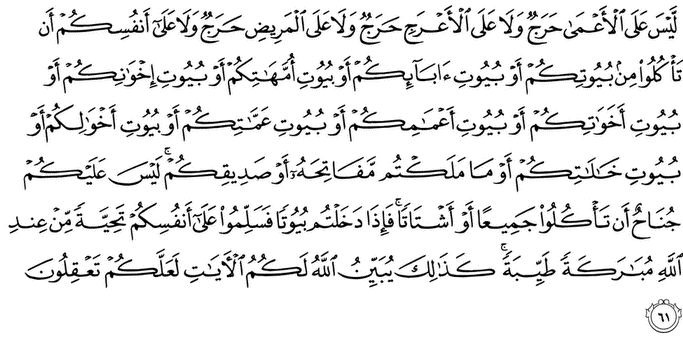 لَّيْسَ عَلَى ٱلْأَعْمَىٰ حَرَجٌ وَلَا عَلَى ٱلْأَعْرَجِ حَرَجٌ وَلَا عَلَى ٱلْمَرِيضِ حَرَجٌ وَلَا عَلَىٰٓ أَنفُسِكُمْ أَن
تَأْكُلُوا۟ مِنۢ بُيُوتِكُمْ أَوْ بُيُوتِ ءَابَآئِكُمْ أَوْ بُيُوتِ أُمَّهَٰتِكُمْ أَوْ بُيُوتِ إِخْوَٰنِكُمْ أَوْ
بُيُوتِ أَخَوَٰتِكُمْ أَوْ بُيُوتِ أَعْمَٰمِكُمْ أَوْ بُيُوتِ عَمَّٰتِكُمْ أَوْ بُيُوتِ أَخْوَٰلِكُمْ أَوْ
بُيُوتِ خَٰلَٰتِكُمْ أَوْ مَا مَلَكْتُم مَّفَاتِحَهُۥٓ أَوْ صَدِيقِكُمْ ۚ لَيْسَ عَلَيْكُمْ
جُنَاحٌ أَن تَأْكُلُوا۟ جَمِيعًا أَوْ أَشْتَاتًا ۚ فَإِذَا دَخَلْتُم بُيُوتًا فَسَلِّمُوا۟ عَلَىٰٓ أَنفُسِكُمْ تَحِيَّةً مِّنْ عِندِ
ٱللَّهِ مُبَٰرَكَةً طَيِّبَةً ۚ كَذَٰلِكَ يُبَيِّنُ ٱللَّهُ لَكُمُ ٱلْءَايَٰتِ لَعَلَّكُمْ تَعْقِلُونَ
٦١